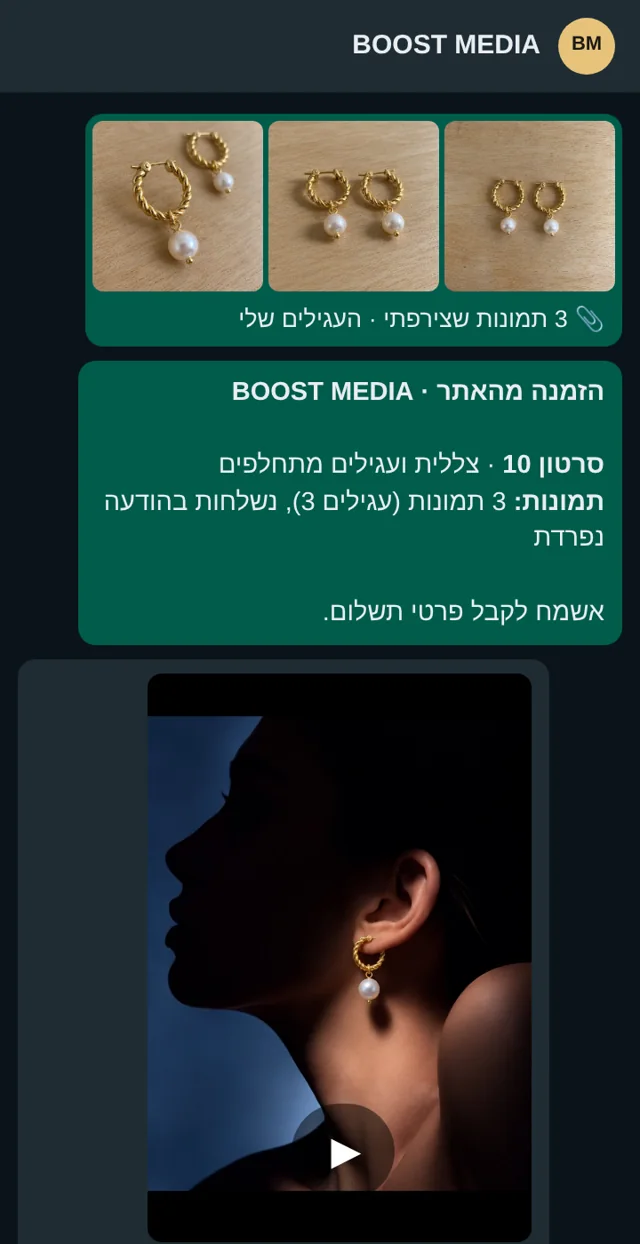 BOOST MEDIA
BM
📎 3 תמונות שצירפתי · העגילים שלי
הזמנה מהאתר · BOOST MEDIA
סרטון 10 · צללית ועגילים מתחלפים
תמונות: 3 תמונות (עגילים 3), נשלחות בהודעה
נפרדת
אשמח לקבל פרטי תשלום.